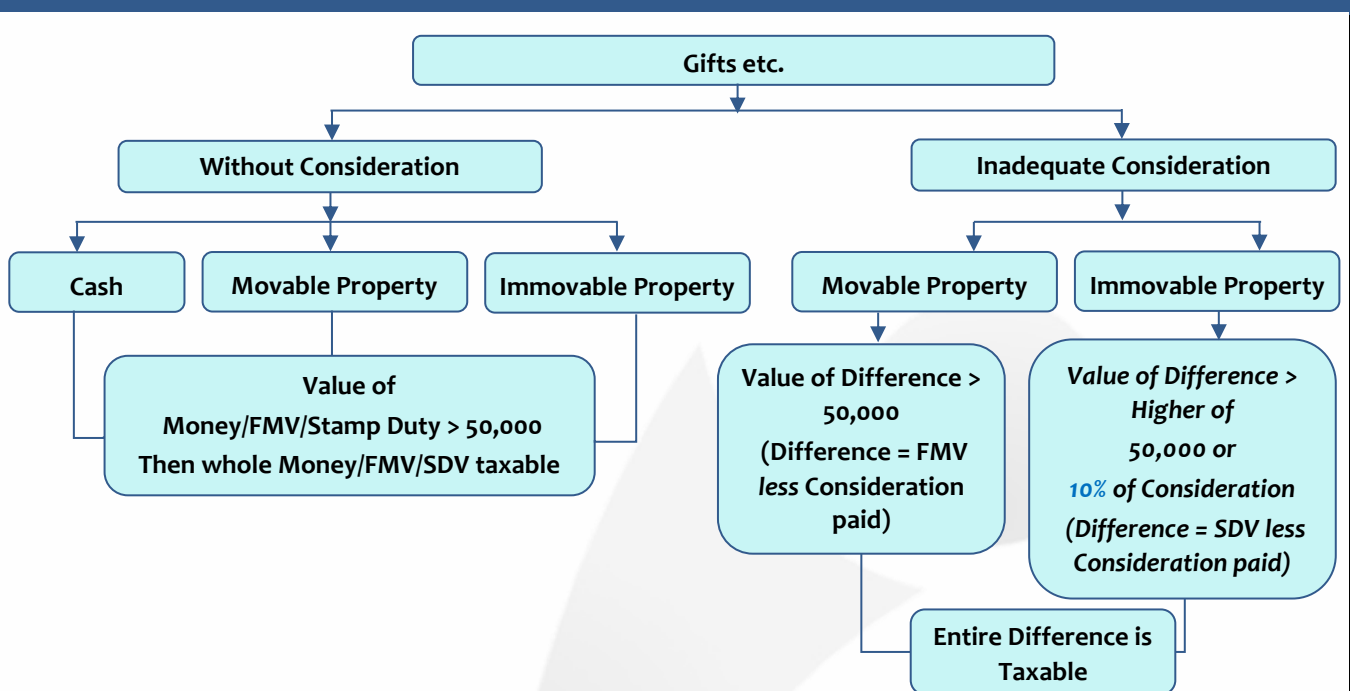 Gifts etc.
Without Consideration
Inadequate Consideration
Cash
Movable Property
Immovable Property
Movable Property
Immovable Property
Value of
Money/FMV/Stamp Duty > 50,000
Then whole Money/FMV/SDV taxable
Value of Difference >
50,000
(Difference = FMV
less Consideration
paid)
Value of Difference >
Higher of
50,000 or
10% of Consideration
(Difference = SDV less
Consideration paid)
Entire Difference is
Taxable